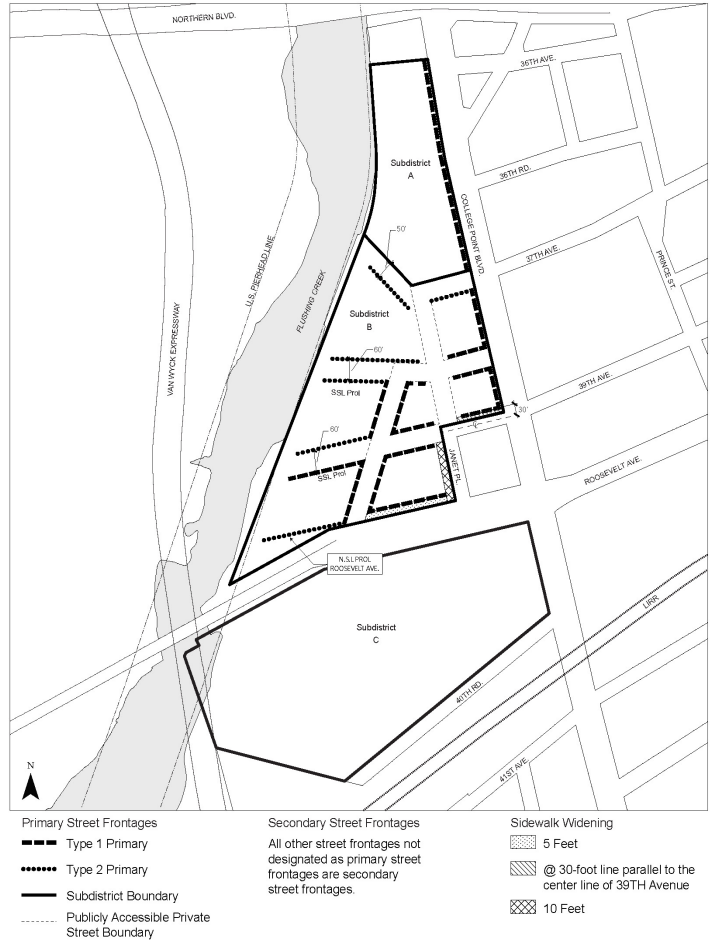 NORTHERN BLVD.
36TH AVE.
Subdistrict
A
36TH RD.
COLLEGE POINT BLVD.
50'
37TH AVE.
PRINCE ST.
U.S. PIERHEAD LINE
FLUSHING CREEK
VAN WYCK EXPRESSWAY
Subdistrict
B
60'
SSL Prol
39TH AVE.
30'
60'
SSL Prol
JANET PL.
ROOSEVELT AVE.
N.S.L PROL
ROOSEVELT AVE.
LIRR
Subdistrict
C
40TH RD.
41ST AVE.
N
Primary Street Frontages
Type 1 Primary
Type 2 Primary
Subdistrict Boundary
Publicly Accessible Private
Street Boundary
Secondary Street Frontages
All other street frontages not
designated as primary street
frontages are secondary
street frontages.
Sidewalk Widening
5 Feet
@ 30-foot line parallel to the
center line of 39TH Avenue
10 Feet